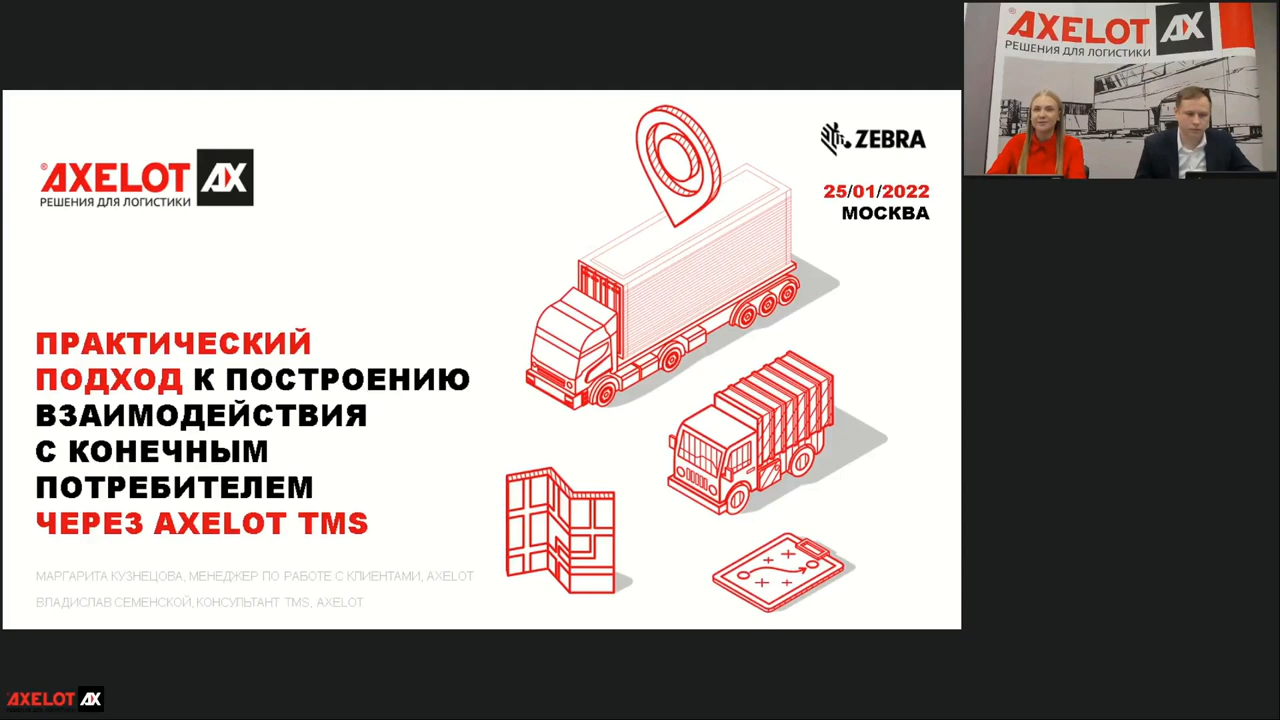 ®AXELOT AX
РЕШЕНИЯ ДЛЯ ЛОГИСТИКИ
ZEBRA
25/01/2022
МОСКВА
ПРАКТИЧЕСКИЙ
ПОДХОД К ПОСТРОЕНИЮ
ВЗАИМОДЕЙСТВИЯ
С КОНЕЧНЫМ
ПОТРЕБИТЕЛЕМ
ЧЕРЕЗ AXELOT TMS
МАРГАРИТА КУЗНЕЦОВА, МЕНЕДЖЕР ПО РАБОТЕ С КЛИЕНТАМИ, AXELOT
ВЛАДИСЛАВ СЕМЕНСКОЙ, КОНСУЛЬТАНТ TMS, AXELOT
®AXELOT AX
РЕШЕНИЯ ДЛЯ ЛОГИСТИКИ
AXELOT AX